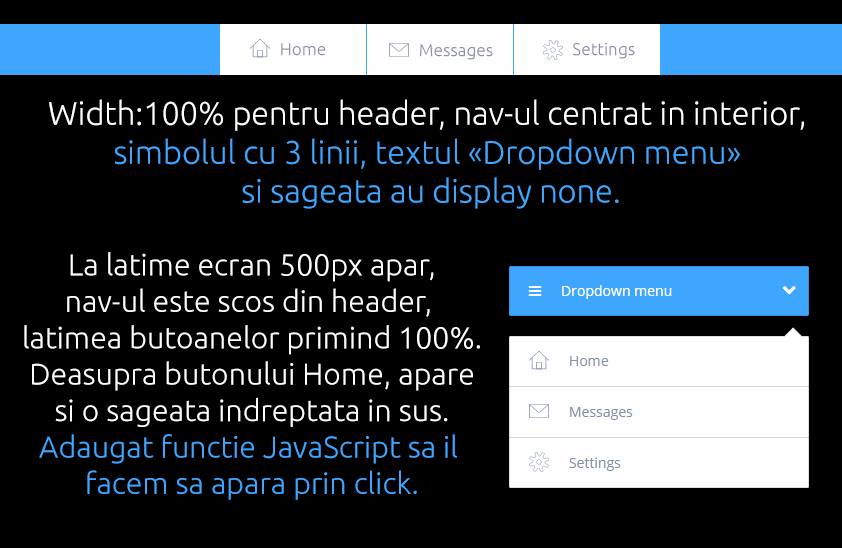 Home
Messages
Settings
Width:100% pentru header, nav-ul centrat in interior,
simbolul cu 3 linii, textul «Dropdown menu»
si sageata au display none.
La latime ecran 500px apar,
nav-ul este scos din header,
latimea butoanelor primind 100%.
Deasupra butonului Home, apare
si o sageata indreptata in sus.
Adaugat functie JavaScript sa il
facem sa apara prin click.
Dropdown menu
Home
Messages
Settings